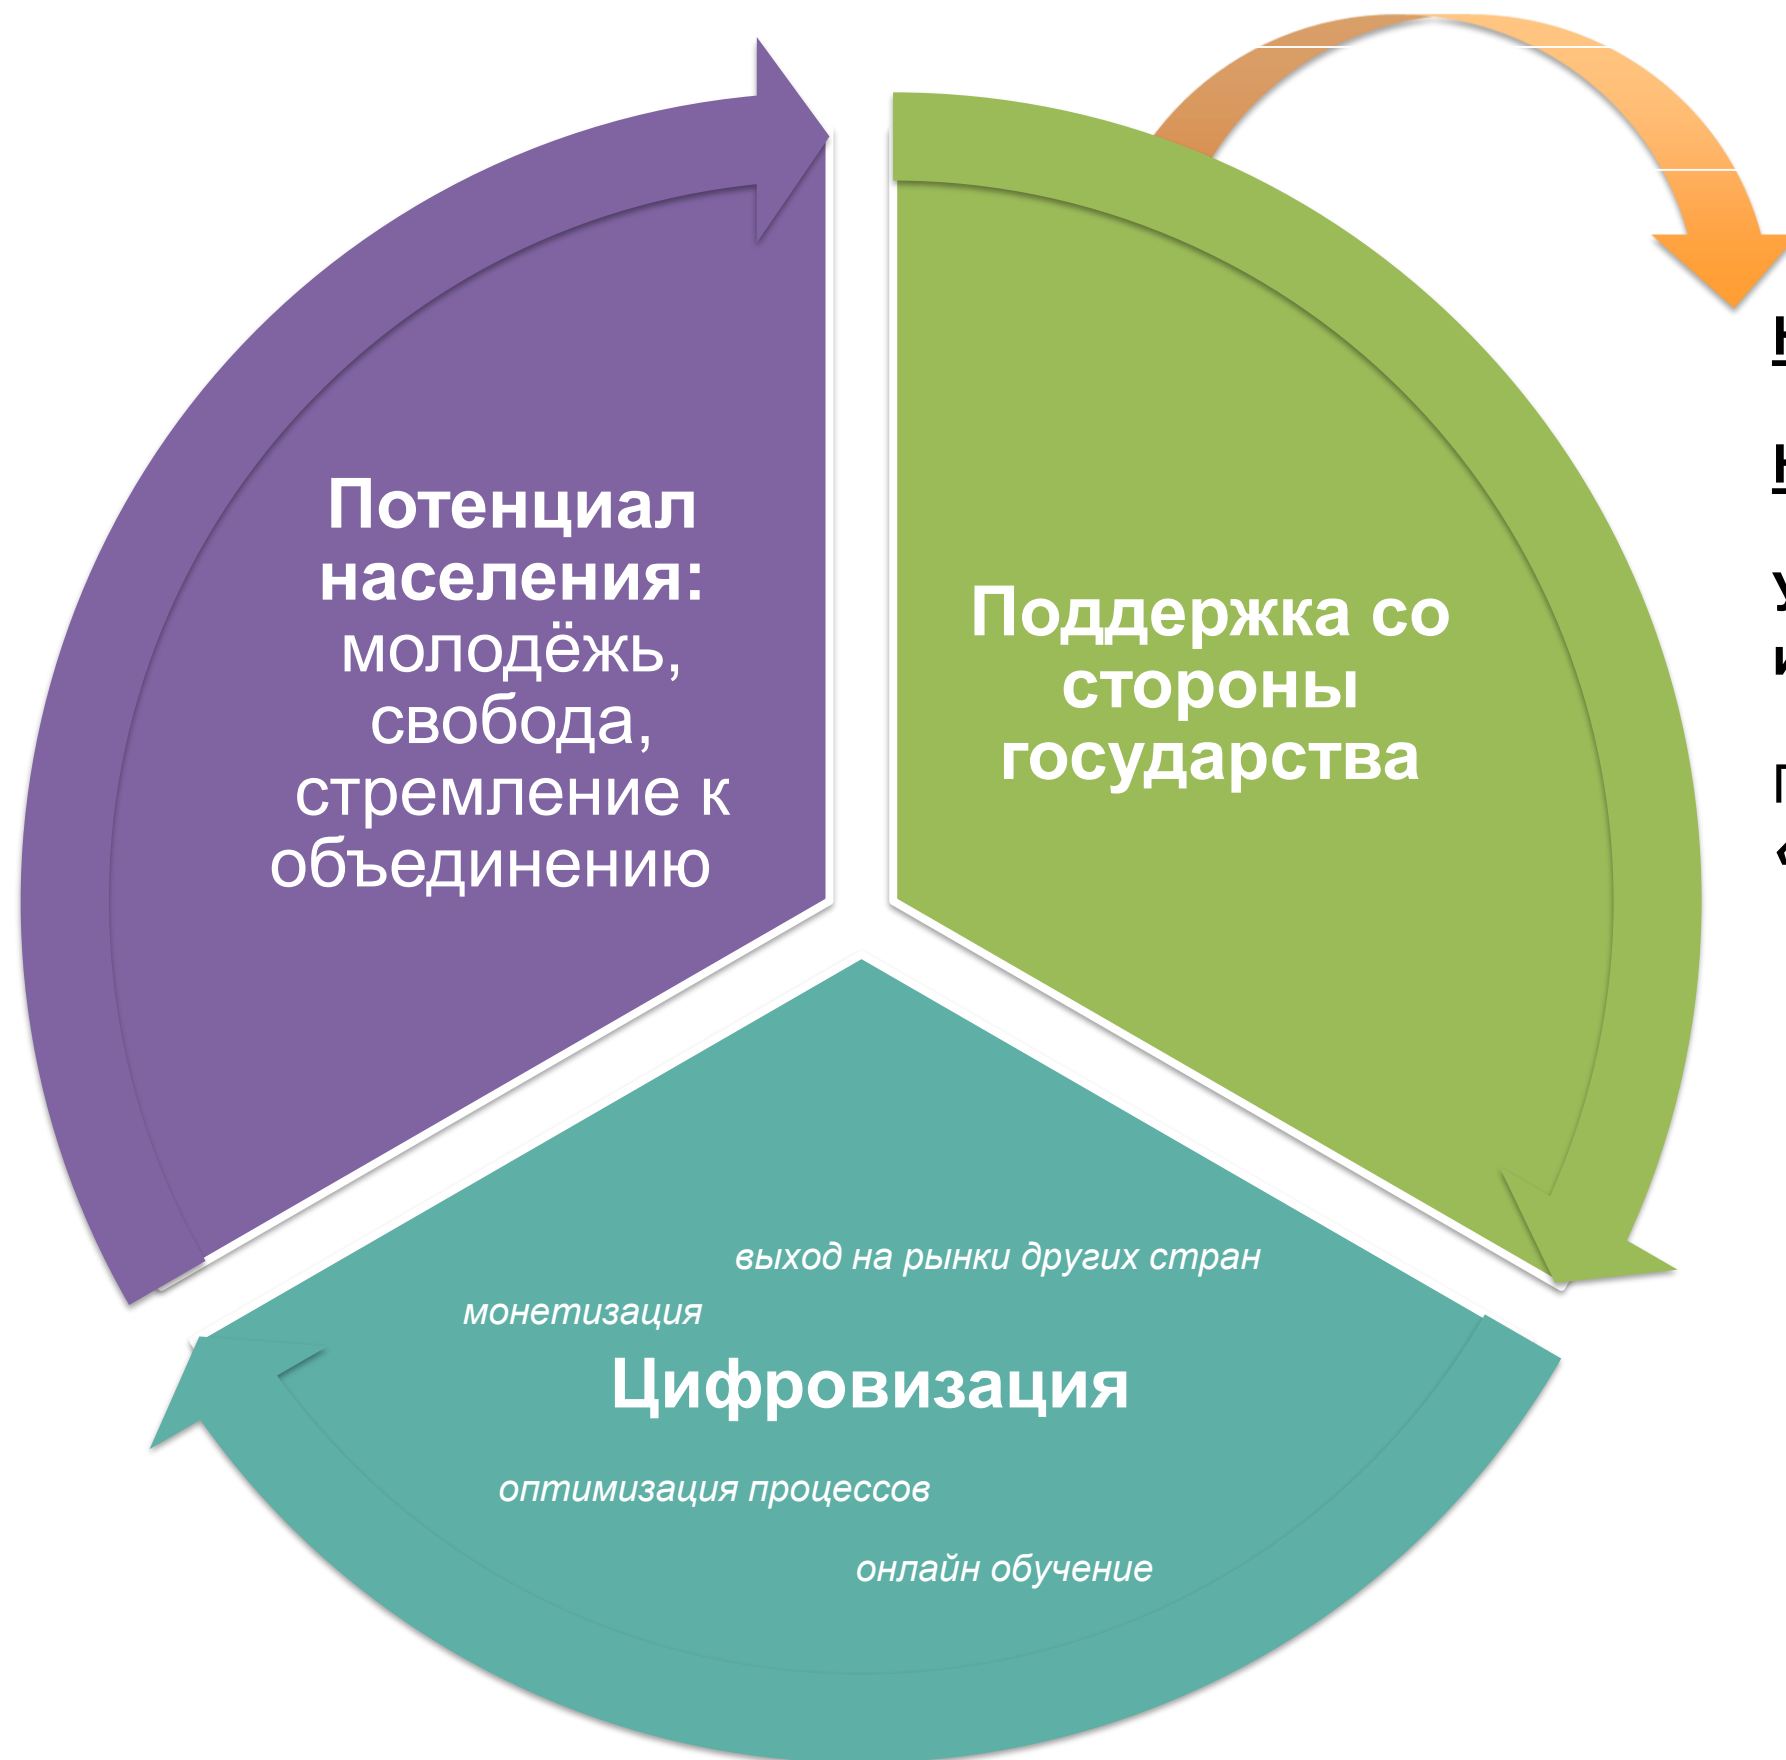 Потенциал
населения:
молодёжь,
свобода,
стремление к
объединению
Поддержка со
стороны
государства
выход на рынки других стран
монетизация
Цифровизация
оптимизация процессов
онлайн обучение